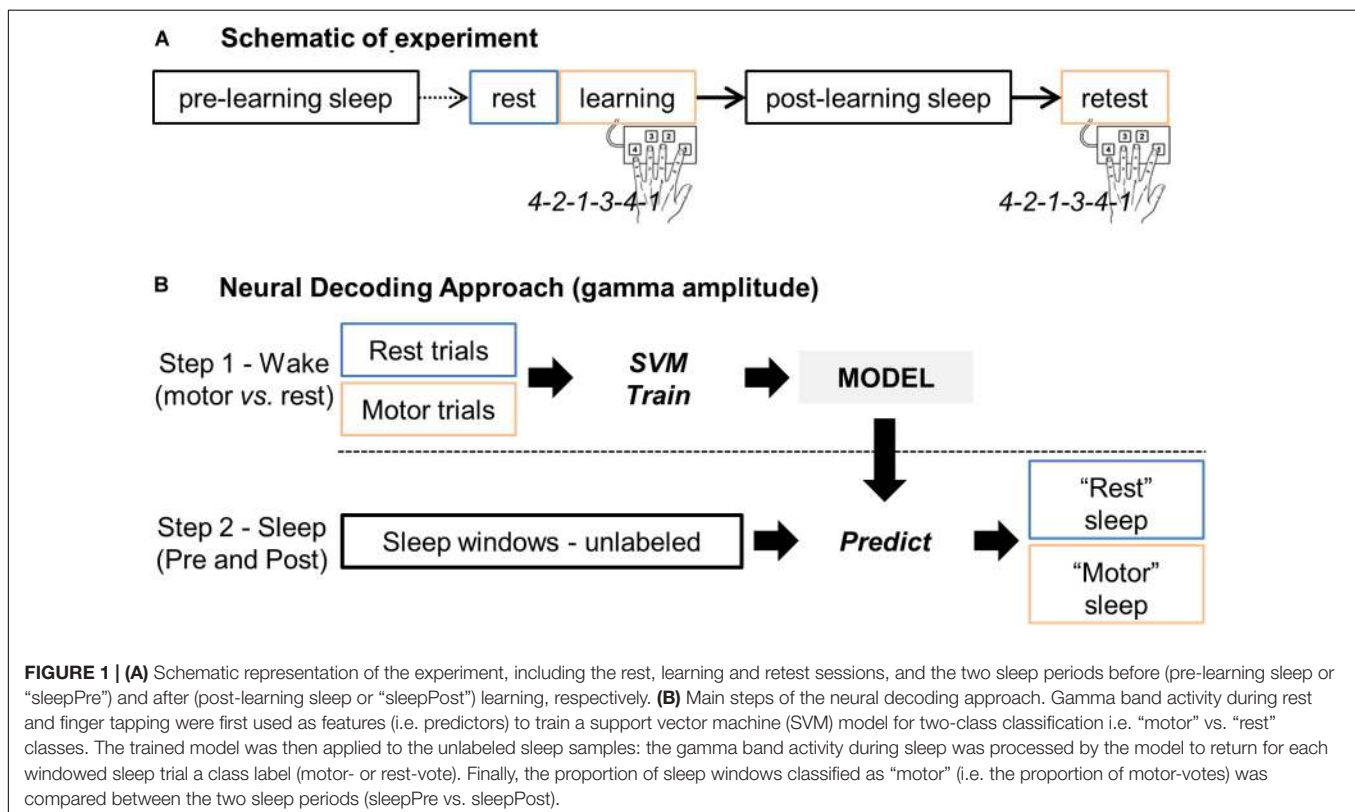 A Schematic of experiment
pre-learning sleep rest learning post-learning sleep retest
4 3 2 1 4 3 2 1
4-2-1-3-4-1 4-2-1-3-4-1
B Neural Decoding Approach (gamma amplitude)
Step 1 - Wake
(motor vs. rest)
Rest trials
Motor trials
SVM
Train
MODEL
Step 2 - Sleep
(Pre and Post)
Sleep windows - unlabeled
Predict
“Rest”
sleep
“Motor”
sleep
FIGURE 1 | (A) Schematic representation of the experiment, including the rest, learning and retest sessions, and the two sleep periods before (pre-learning sleep or
“sleepPre”) and after (post-learning sleep or “sleepPost”) learning, respectively. (B) Main steps of the neural decoding approach. Gamma band activity during rest
and finger tapping were first used as features (i.e. predictors) to train a support vector machine (SVM) model for two-class classification i.e. “motor” vs. “rest”
classes. The trained model was then applied to the unlabeled sleep samples: the gamma band activity during sleep was processed by the model to return for each
windowed sleep trial a class label (motor- or rest-vote). Finally, the proportion of sleep windows classified as “motor” (i.e. the proportion of motor-votes) was
compared between the two sleep periods (sleepPre vs. sleepPost).